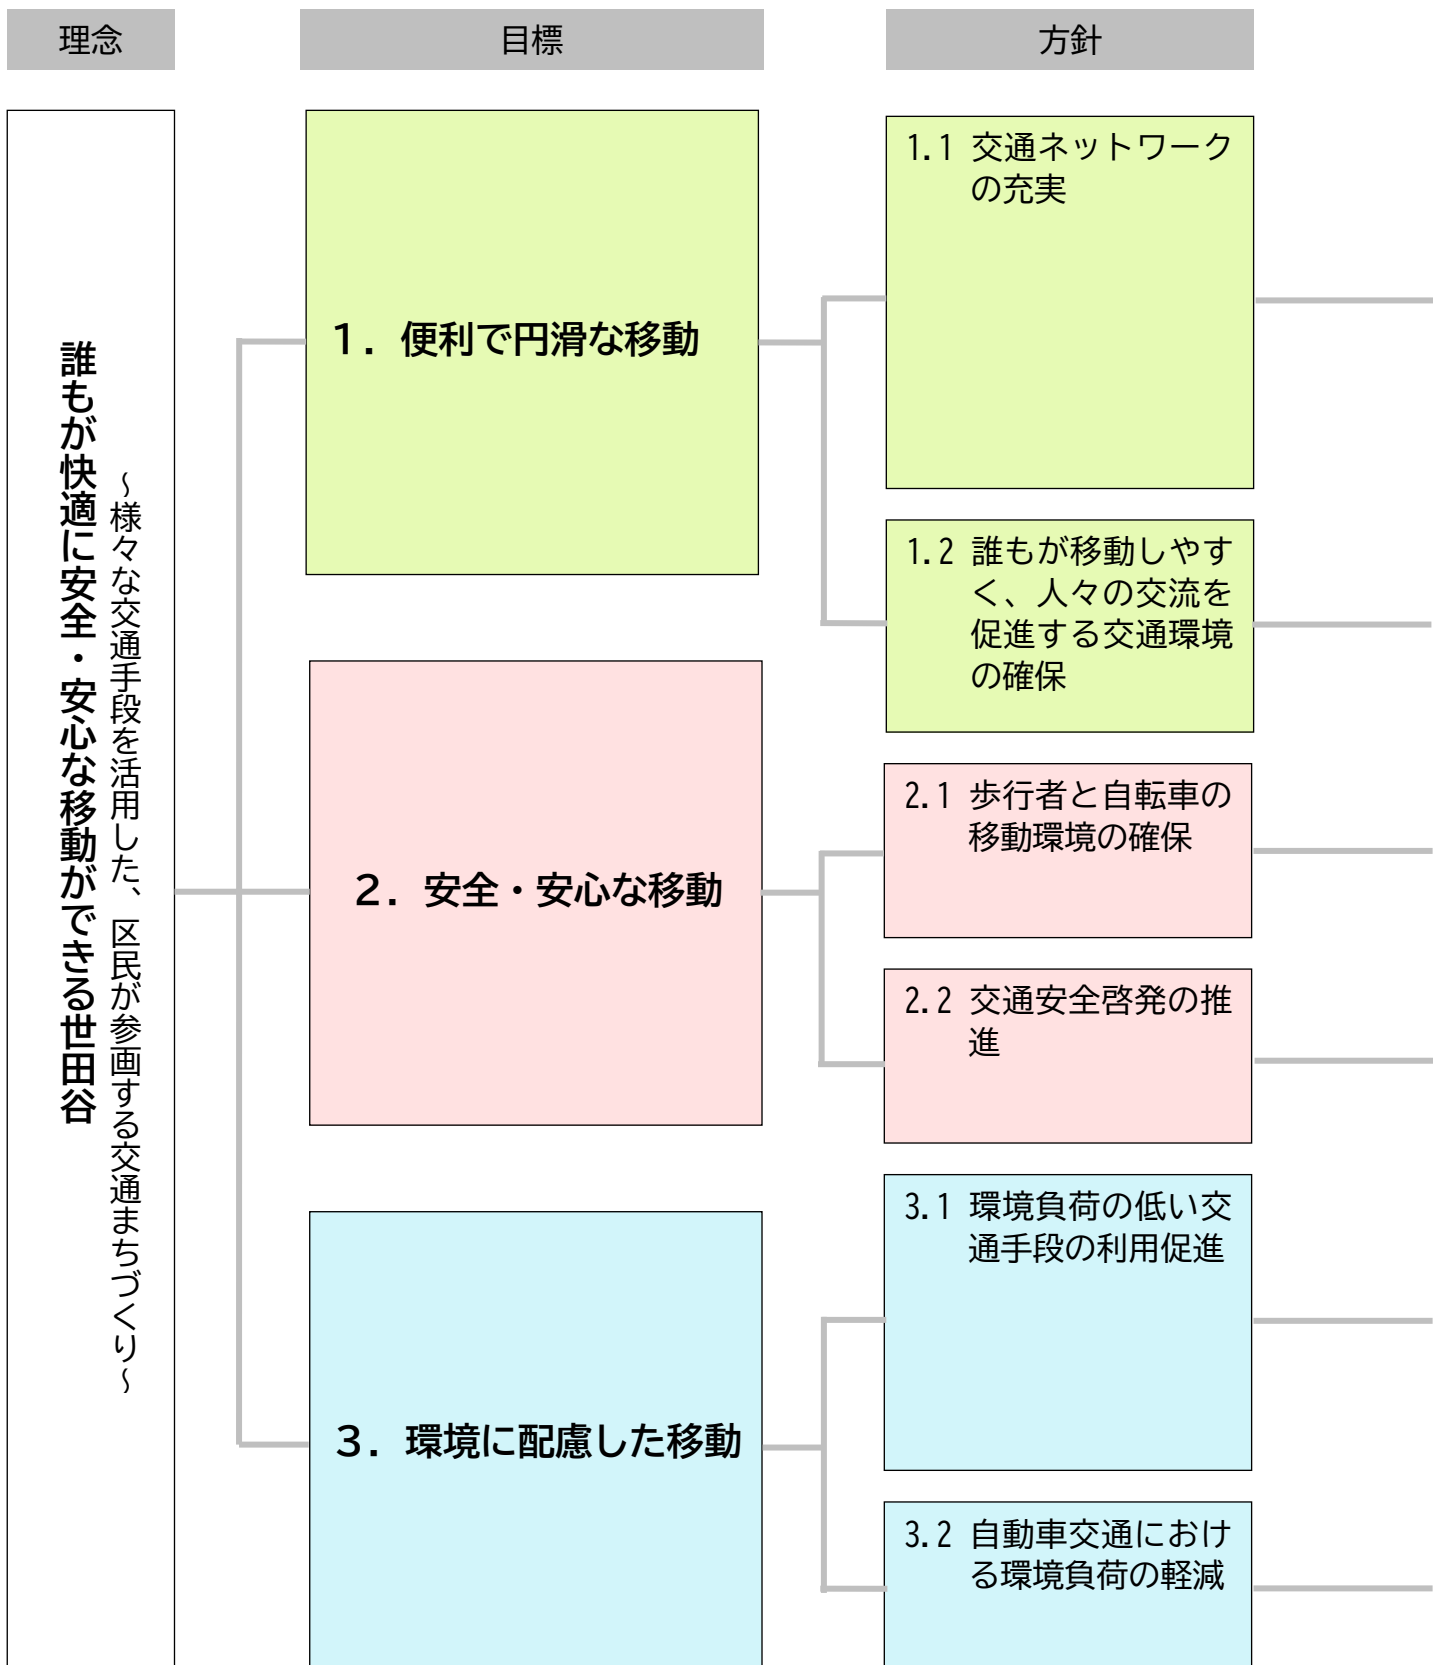 理念
目標
方針
誰もが快適に安全・安心な移動ができる世田谷
～様々な交通手段を活用した、区民が参画する交通まちづくり～
１．便利で円滑な移動
1.1 交通ネットワーク
の充実
1.2 誰もが移動しやす
く、人々の交流を
促進する交通環境
の確保
２．安全・安心な移動
2.1 歩行者と自転車の
移動環境の確保
2.2 交通安全啓発の推
進
３．環境に配慮した移動
3.1 環境負荷の低い交
通手段の利用促進
3.2 自動車交通におけ
る環境負荷の軽減